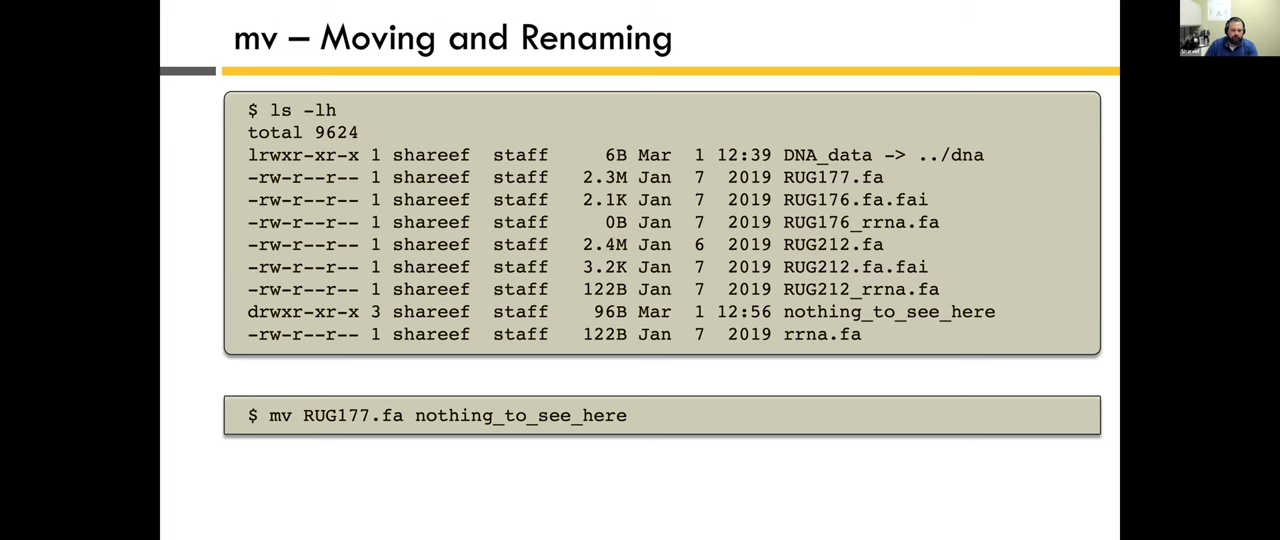 mv – Moving and Renaming
$ ls -lh
total 9624
lrwxr-xr-x 1 shareef  staff     6B Mar  1 12:39 DNA_data -> ../dna
-rw-r--r-- 1 shareef  staff   2.3M Jan  7  2019 RUG177.fa
-rw-r--r-- 1 shareef  staff   2.1K Jan  7  2019 RUG176.fa.fai
-rw-r--r-- 1 shareef  staff     0B Jan  7  2019 RUG176_rrna.fa
-rw-r--r-- 1 shareef  staff   2.4M Jan  6  2019 RUG212.fa
-rw-r--r-- 1 shareef  staff   3.2K Jan  7  2019 RUG212.fa.fai
-rw-r--r-- 1 shareef  staff   122B Jan  7  2019 RUG212_rrna.fa
drwxr-xr-x 3 shareef  staff    96B Mar  1 12:56 nothing_to_see_here
-rw-r--r-- 1 shareef  staff   122B Jan  7  2019 rrna.fa
$ mv RUG177.fa nothing_to_see_here
Shareef